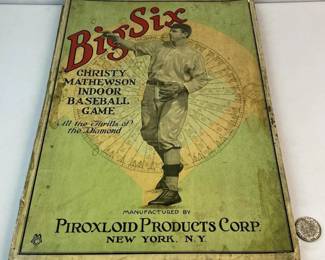 Big Six
CHRISTY
MATHEWSON
INDOOR
BASEBALL
GAME
All the Thrills of
the Diamond
MANUFACTURED BY
PIROXLOID PRODUCTS CORP.
NEW YORK, N.Y.